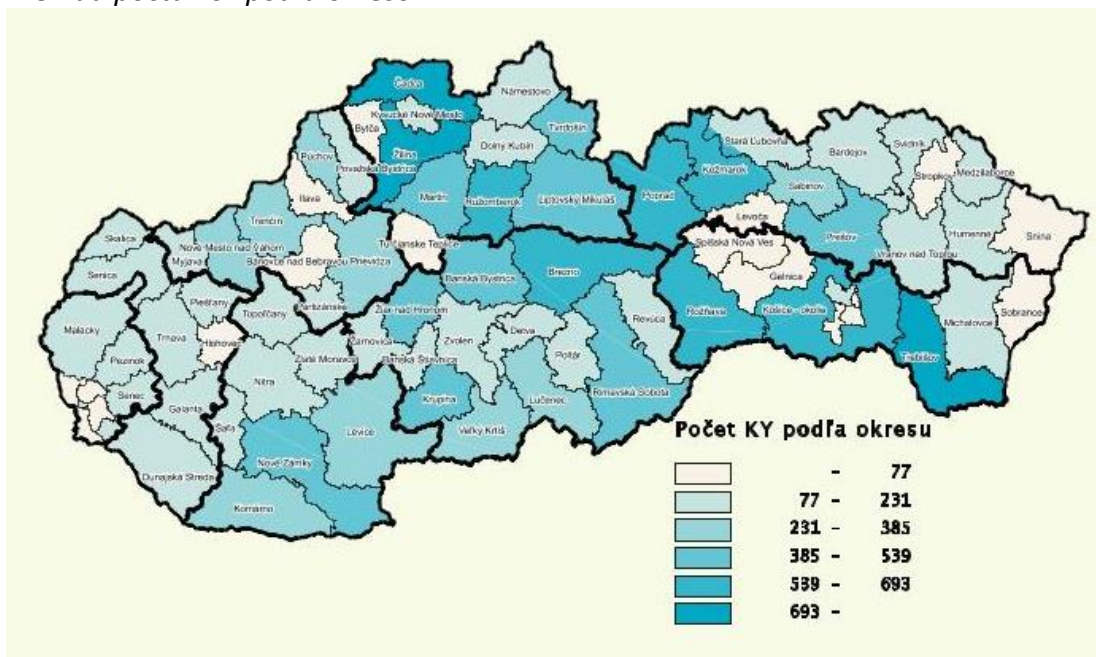 Čadca
Námestovo
Kysucké Nové Mesto
Bytča
Tvrdošín
Dolný Kubín
Stará Ľubovňa
Svidník
Bardejov
Púchov
Žilina
Považská Bystrica
Kežmarok
Stropkov
Medzilaborce
Sabinov
Ilava
Martin
Ružomberok
Liptovský Mikuláš
Poprad
Levoča
Trenčín
Prešov
Humenné
Snina
Skalica
Nové Mesto nad Váhom
Turčianske Teplice
Spišská Nová Ves
Vranov nad Topľou
Myjava
Bánovce nad Bebravou
Prievidza
Banská Bystrica
Brezno
Gelnica
Senica
Piešťany
Partizánske
Žiar nad Hronom
Rožňava
Košice - okolie
Sobrance
Malacky
Trnava
Topoľčany
Revúca
Michalovce
Hlohovec
Žarnovica
Zvolen
Detva
Pezinok
Zlaté Moravce
Banská Štiavnica
Poltár
Trebišov
Senec
Nitra
Krupina
Lučenec
Rimavská Sobota
Galanta
Šaľa
Levice
Veľký Krtíš
Nové Zámky
Dunajská Streda
Komárno
Počet KY podľa okresu
- 77
77 - 231
231 - 385
385 - 539
539 - 693
693 -